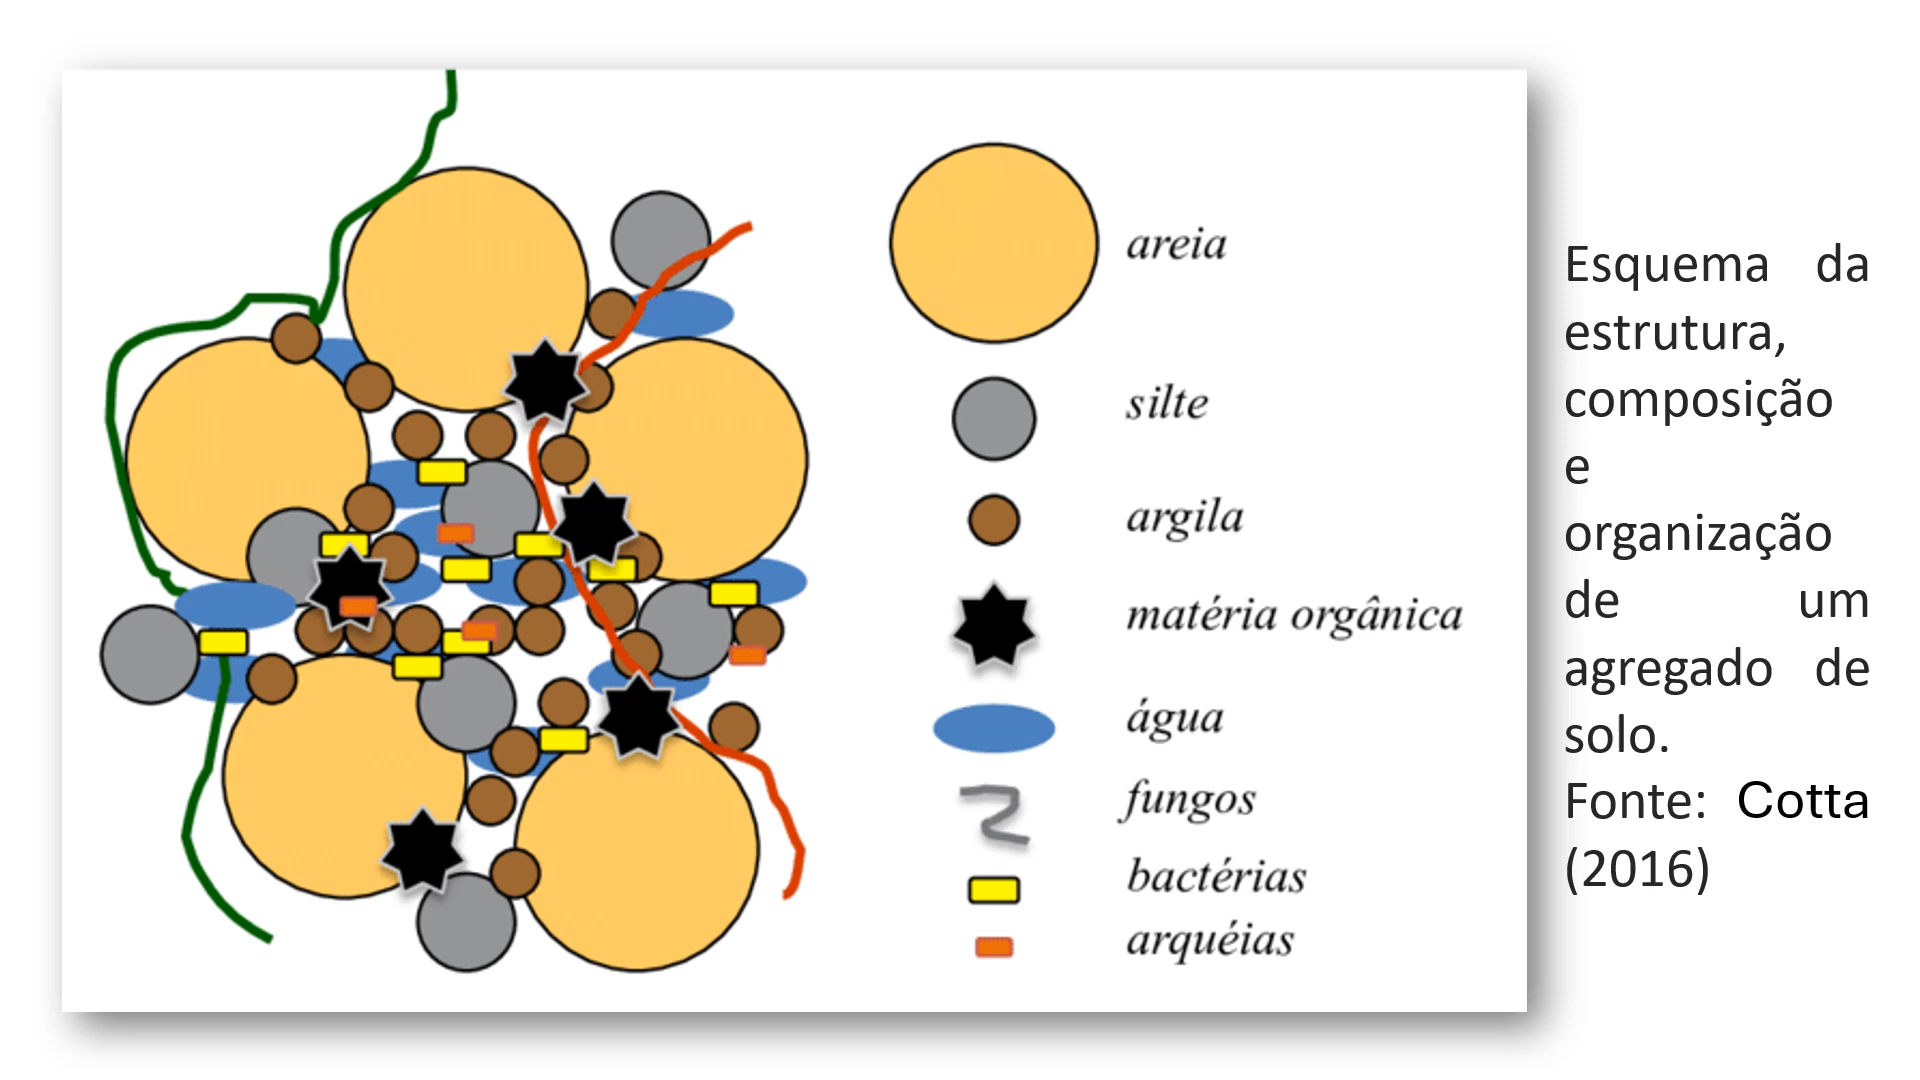 areia
silte
argila
matéria orgânica
água
fungos
bactérias
arquéias
Esquema da
estrutura,
composição
e
organização
de um
agregado de
solo.
Fonte: Cotta
(2016)